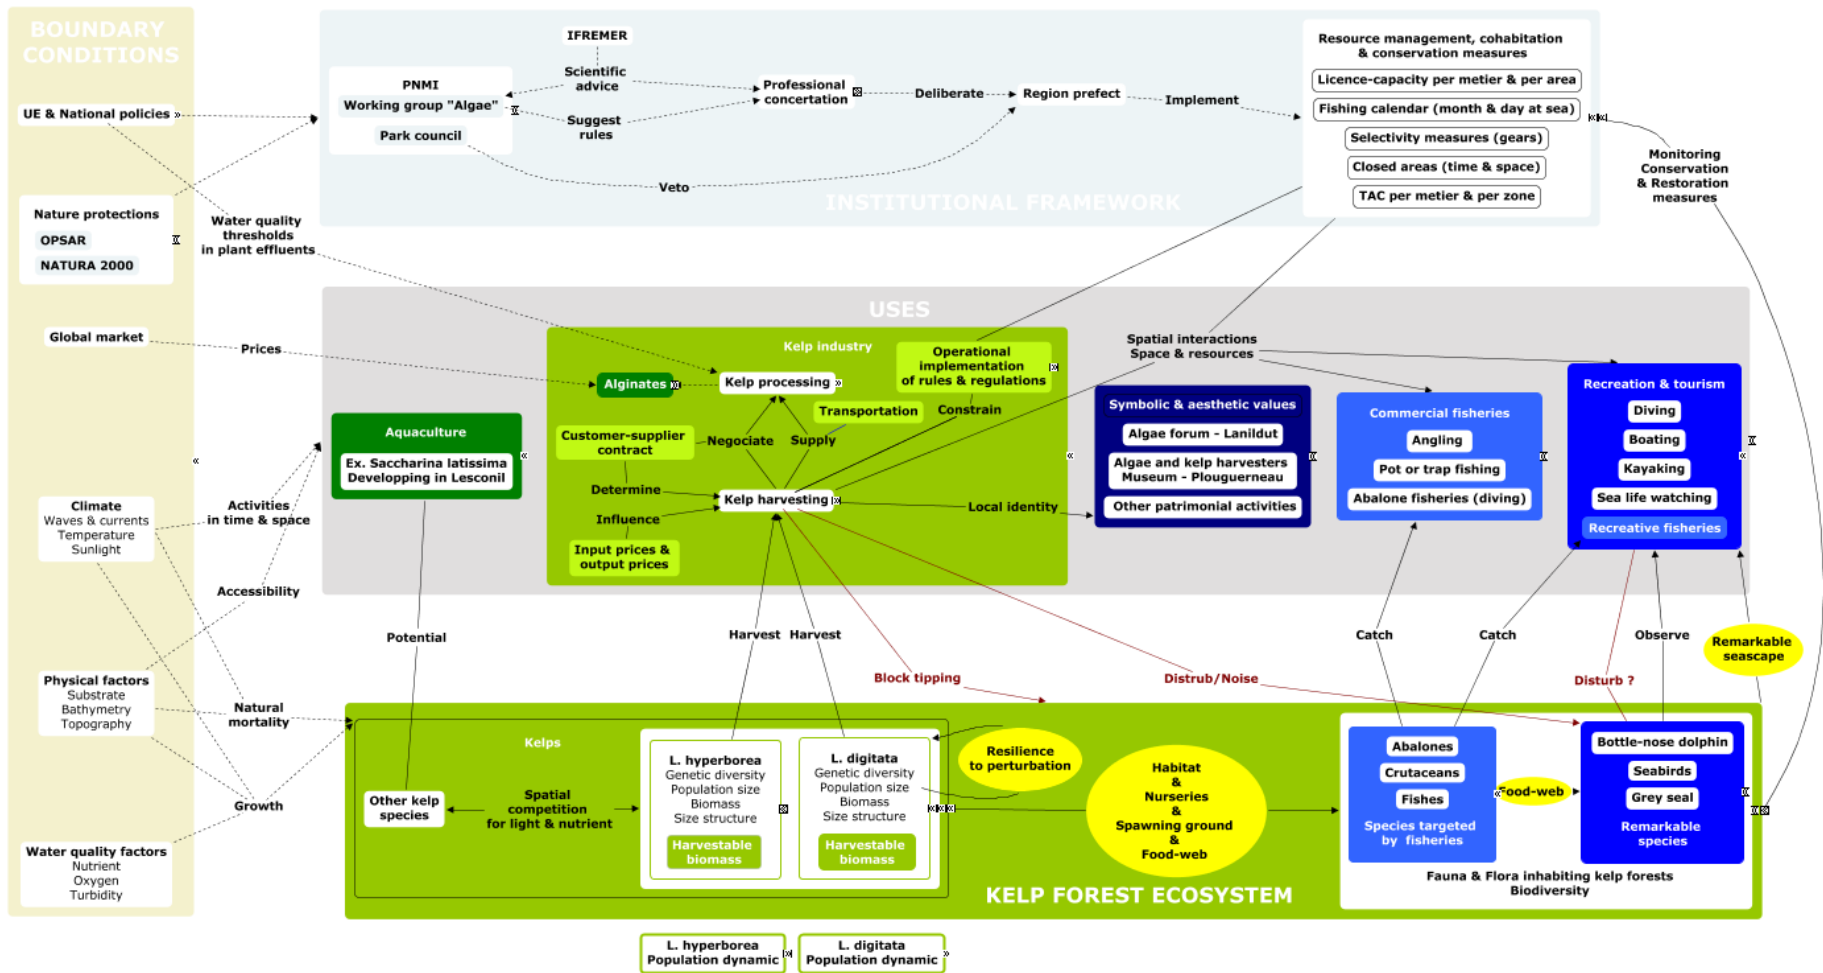 BOUNDARY
CONDITIONS
UE & National policies
Nature protections
OPSAR
NATURA 2000
Global market
Climate
Waves & currents
Temperature
Sunlight
Physical factors
Substrate
Bathymetry
Topography
Water quality factors
Nutrient
Oxygen
Turbidity
Water quality
thresholds
in plant effluents
Prices
Activities
in time & space
Accessibility
Natural
mortality
Growth
IFREMER
Scientific
advice
PNMI
Working group "Algae"
Park council
Suggest
rules
Professional
concertation
Deliberate
Region prefect
Implement
Veto
INSTITUTIONAL FRAMEWORK
Resource management, cohabitation
& conservation measures
Licence-capacity per metier & per area
Fishing calendar (month & day at sea)
Selectivity measures (gears)
Closed areas (time & space)
TAC per metier & per zone
Monitoring
Conservation
& Restoration
measures
USES
Kelp industry
Alginates
Kelp processing
Operational
implementation
of rules & regulations
Transportation
Constrain
Customer-supplier
contract
Negociate
Supply
Determine
Kelp harvesting
Influence
Input prices &
output prices
Local identity
Aquaculture
Ex. Saccharina latissima
Developping in Lesconil
Spatial interactions
Space & resources
Symbolic & aesthetic values
Algae forum - Lanildut
Algae and kelp harvesters
Museum - Plouguerneau
Other patrimonial activities
Commercial fisheries
Angling
Pot or trap fishing
Abalone fisheries (diving)
Recreation & tourism
Diving
Boating
Kayaking
Sea life watching
Recreative fisheries
Potential
Harvest
Harvest
Block tipping
Distrub/Noise
Catch
Catch
Disturb ?
Observe
Remarkable
seascape
Kelps
Other kelp
species
Spatial
competition
for light & nutrient
L. hyperborea
Genetic diversity
Population size
Biomass
Size structure
Harvestable
biomass
L. digitata
Genetic diversity
Population size
Biomass
Size structure
Harvestable
biomass
Resilience
to perturbation
Habitat
&
Nurseries
&
Spawning ground
&
Food-web
KELP FOREST ECOSYSTEM
Abalones
Crutaceans
Fishes
Species targeted
by fisheries
Food-web
Bottle-nose dolphin
Seabirds
Grey seal
Remarkable
species
Fauna & Flora inhabiting kelp forests
Biodiversity
L. hyperborea
Population dynamic
L. digitata
Population dynamic